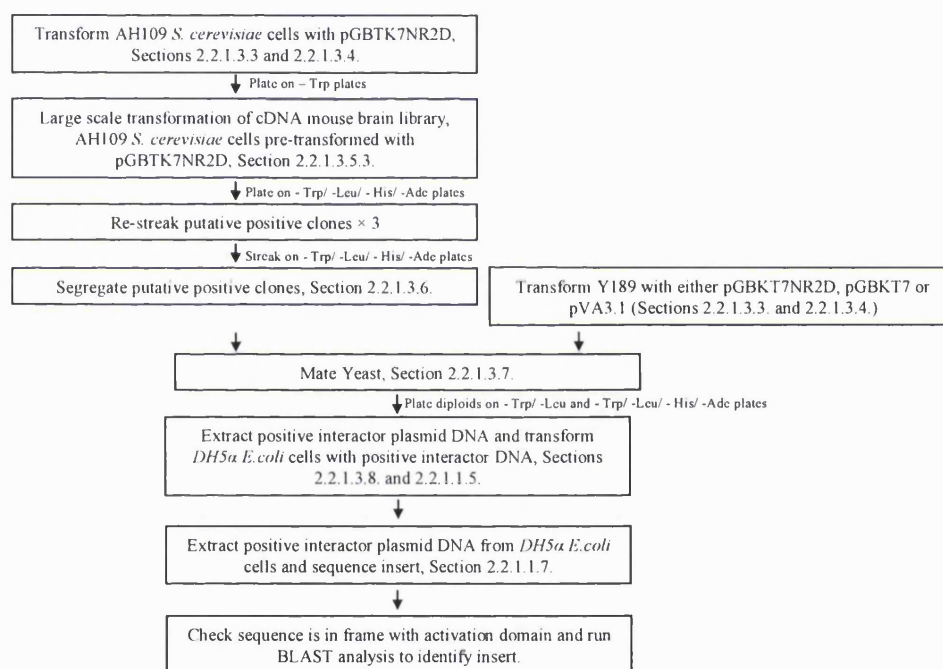 Transform AH109 S. cerevisiae cells with pGBTK7NR2D,
Sections 2.2.1.3.3 and 2.2.1.3.4.
Plate on – Trp plates
Large scale transformation of cDNA mouse brain library,
AH109 S. cerevisiae cells pre-transformed with
pGBTK7NR2D, Section 2.2.1.3.5.3.
Plate on - Trp/ -Leu/ - His/ -Ade plates
Re-streak putative positive clones × 3
Streak on - Trp/ -Leu/ - His/ -Ade plates
Segregate putative positive clones, Section 2.2.1.3.6.
Transform Y189 with either pGBKT7NR2D, pGBKT7 or
pVA3.1 (Sections 2.2.1.3.3. and 2.2.1.3.4.)
Mate Yeast, Section 2.2.1.3.7.
Plate diploids on - Trp/ -Leu and - Trp/ -Leu/ - His/ -Ade plates
Extract positive interactor plasmid DNA and transform
DH5α E.coli cells with positive interactor DNA, Sections
2.2.1.3.8. and 2.2.1.1.5.
Extract positive interactor plasmid DNA from DH5α E.coli
cells and sequence insert, Section 2.2.1.1.7.
Check sequence is in frame with activation domain and run
BLAST analysis to identify insert.